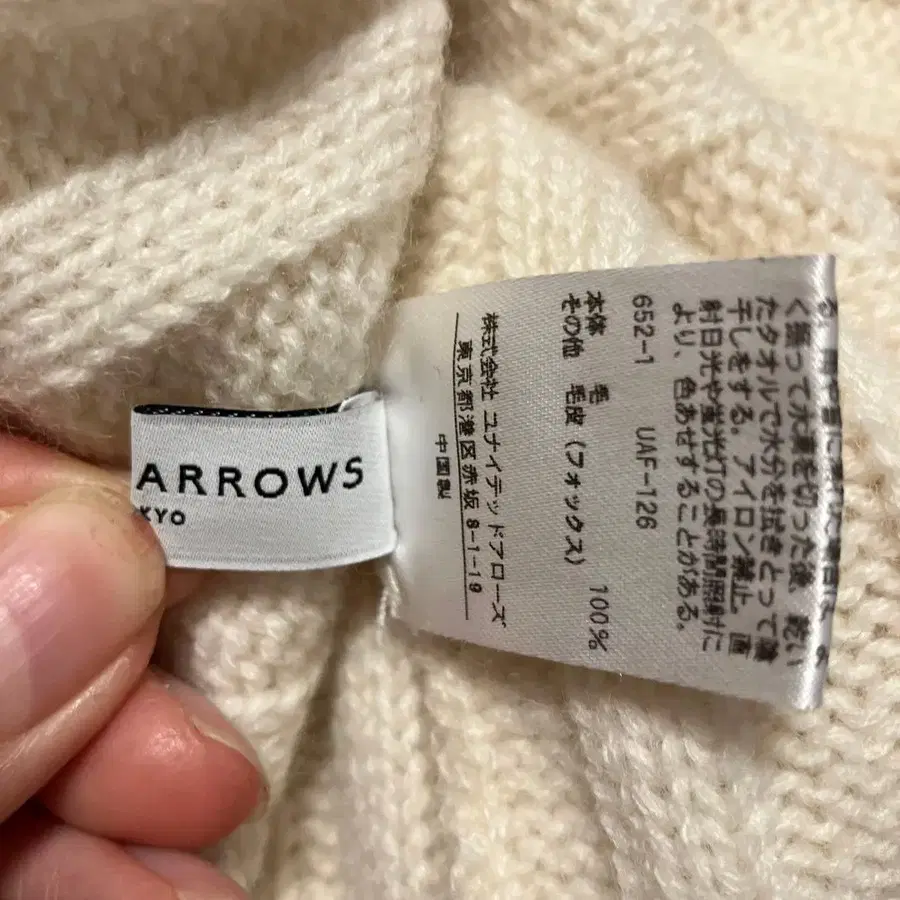 ARROWS
KYO
く振って水滴を切った後、乾い
たタオルで水分を拭きとって陰
干しをする。アイロン禁止。直
射日光や蛍光灯の長時間照射に
より、色あせすることがある。
652-1 UAF-126
本体 毛 100%
その他 毛皮(フォックス)
株式会社 ユナイテッドアローズ
東京都港区赤坂8-1-19
中国製